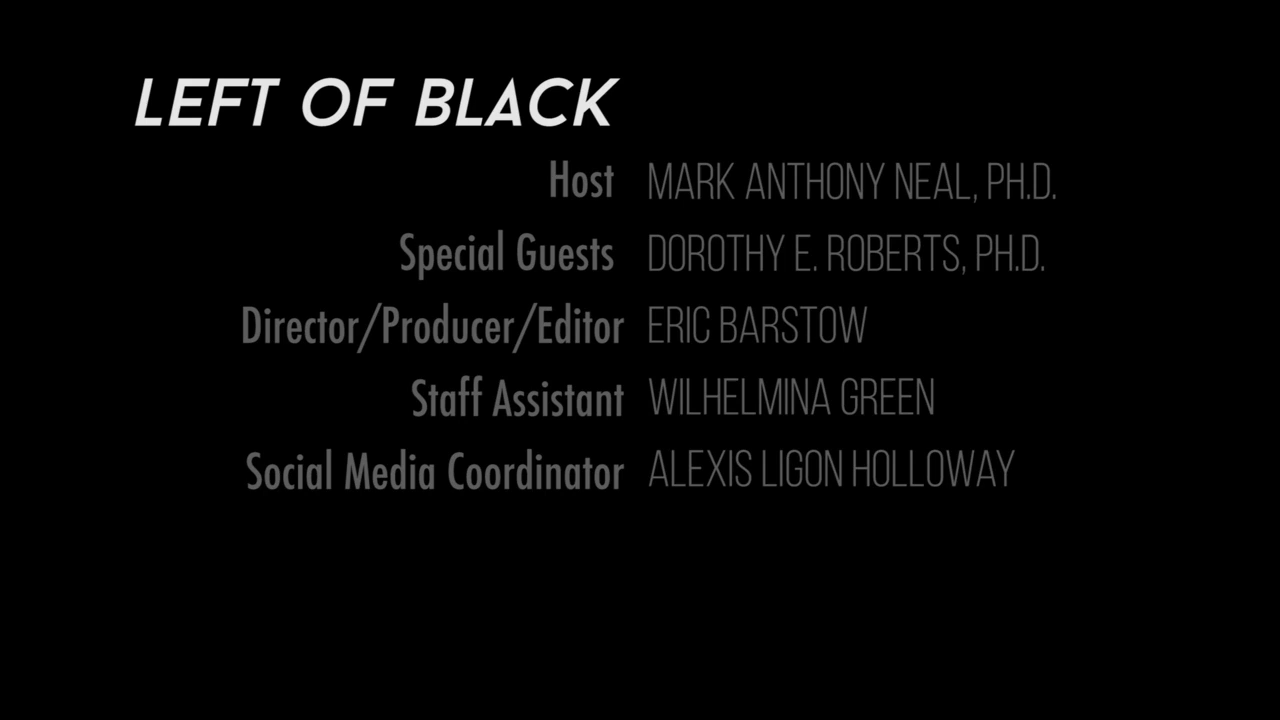 LEFT OF BLACK
Host MARK ANTHONY NEAL, PH.D.
Special Guests DOROTHY E. ROBERTS, PH.D.
Director/Producer/Editor ERIC BARSTOW
Staff Assistant WILHELMINA GREEN
Social Media Coordinator ALEXIS LIGON HOLLOWAY